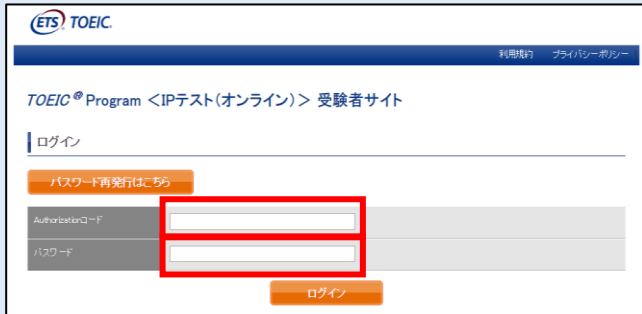 ETS TOEIC.
利用規約 プライバシーポリシー
TOEIC® Program ＜IPテスト(オンライン)＞ 受験者サイト
ログイン
パスワード再発行はこちら
Authorizationコード
パスワード
ログイン